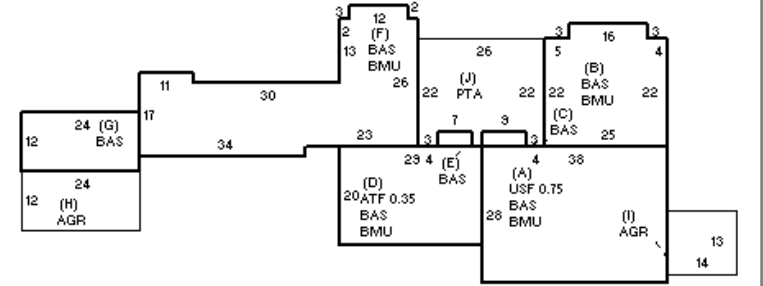 3 12 2
3 16 3
2 (F)
13 BAS
BMU
26
26
5 4
(J)
PTA
(B)
BAS
BMU
11
30
22 22 22 22
17
(C)
BAS
24 (G)
BAS
12
7 9
34
23
3 3
25
29 4 (E)
BAS
4 38
(A)
USF 0.75
BAS
BMU
24
12 (H)
AGR
(D)
20 ATF 0.35
BAS
BMU
28
(I)
AGR
13
14